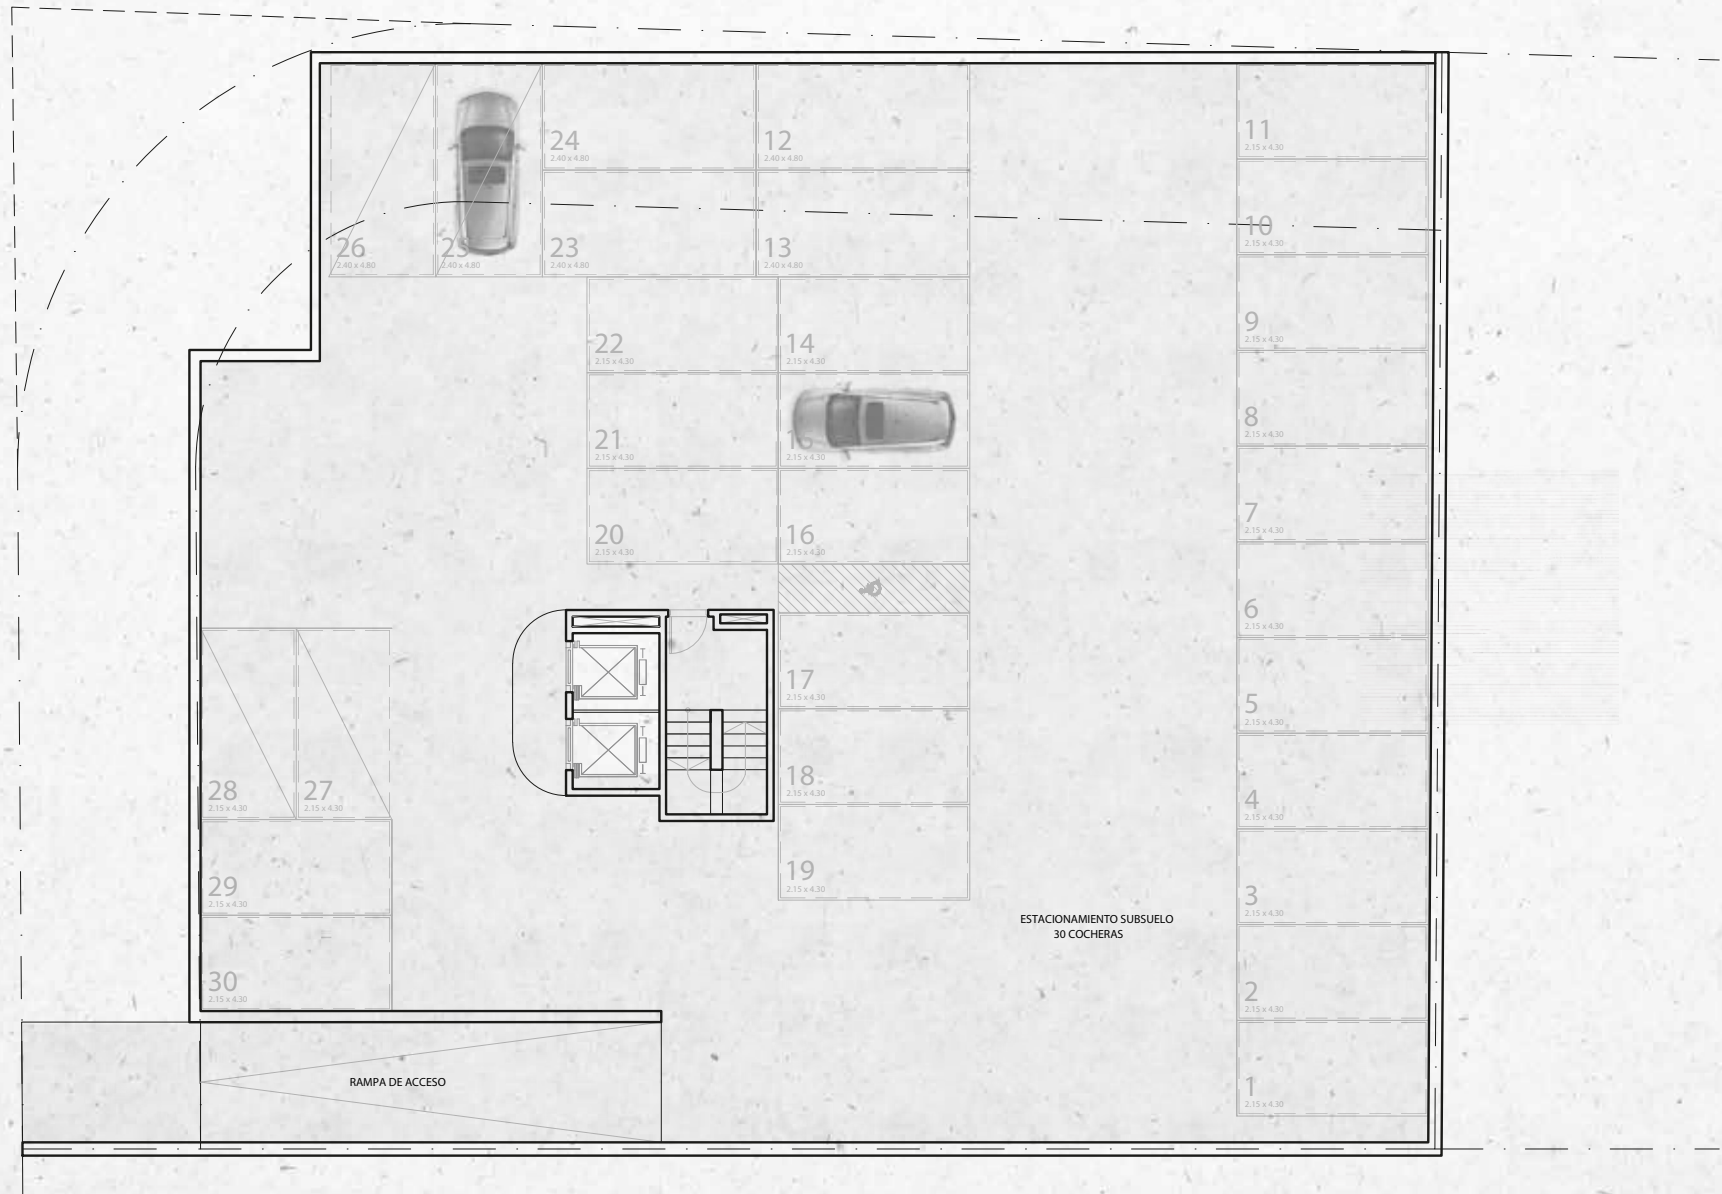 24
2.40 x 4.80
12
2.40 x 4.80
11
2.15 x 4.30
26
2.40 x 4.80
25
2.40 x 4.80
23
2.40 x 4.80
13
2.40 x 4.80
10
2.15 x 4.30
22
2.15 x 4.30
14
2.15 x 4.30
9
2.15 x 4.30
21
2.15 x 4.30
15
2.15 x 4.30
8
2.15 x 4.30
20
2.15 x 4.30
16
2.15 x 4.30
7
2.15 x 4.30
6
2.15 x 4.30
17
2.15 x 4.30
5
2.15 x 4.30
28
2.15 x 4.30
27
2.15 x 4.30
18
2.15 x 4.30
4
2.15 x 4.30
29
2.15 x 4.30
19
2.15 x 4.30
3
2.15 x 4.30
ESTACIONAMIENTO SUBSUELO
30 COCHERAS
30
2.15 x 4.30
2
2.15 x 4.30
RAMPA DE ACCESO
1
2.15 x 4.30